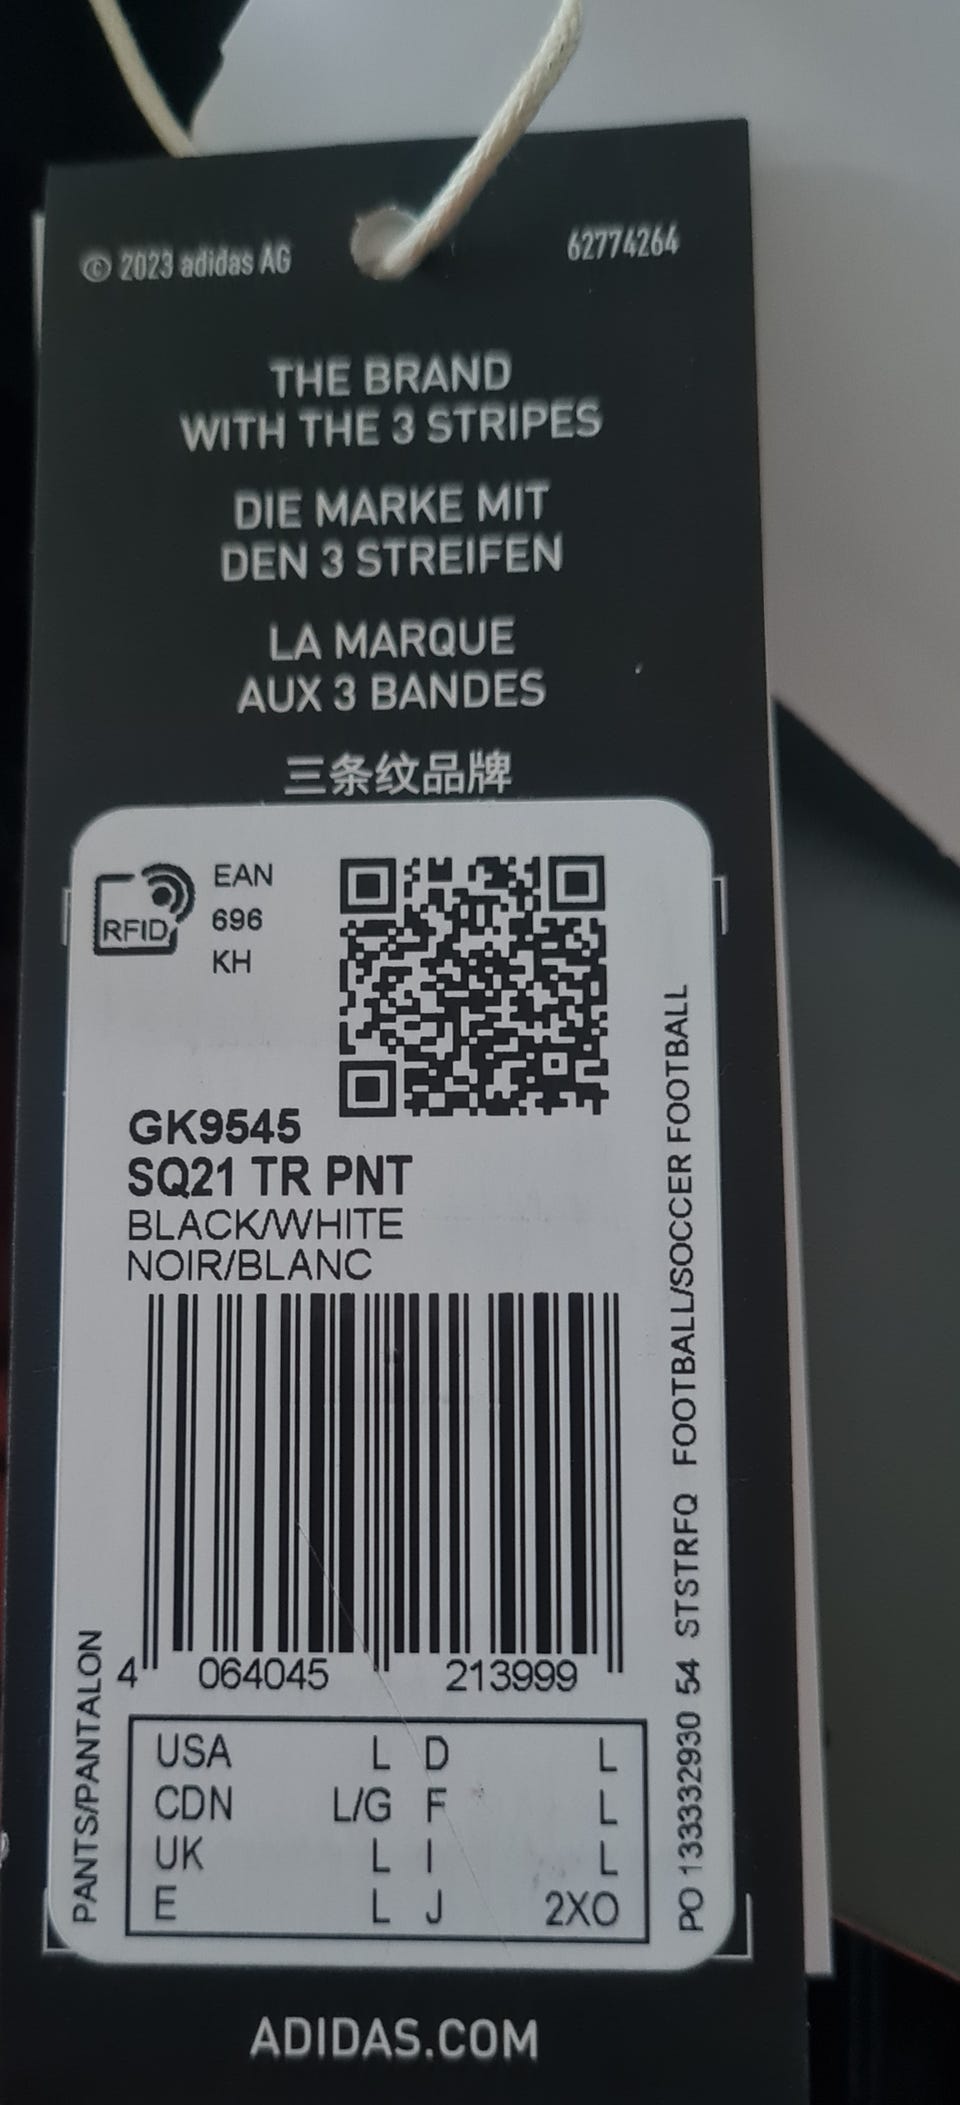 © 2023 adidas AG
62774264
THE BRAND
WITH THE 3 STRIPES
DIE MARKE MIT
DEN 3 STREIFEN
LA MARQUE
AUX 3 BANDES
三条纹品牌
RFID
EAN
696
KH
GK9545
SQ21 TR PNT
BLACK/WHITE
NOIR/BLANC
4 064045 213999
PANTS/PANTALON
PO 133332930 54 STSTRFQ FOOTBALL/SOCCER FOOTBALL
USA L D L
CDN L/G F L
UK L I L
E L J 2XO
ADIDAS.COM